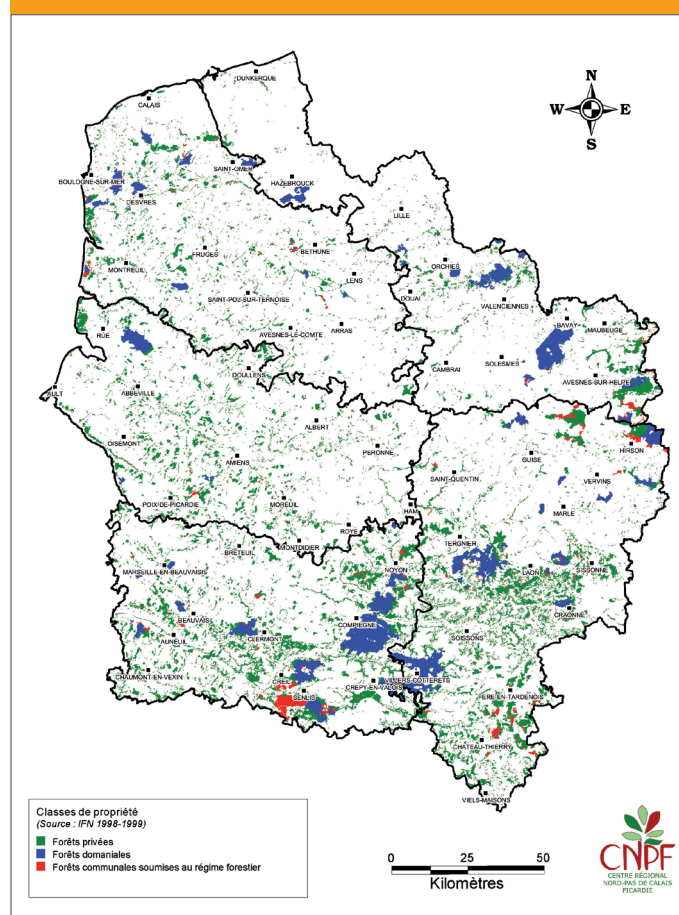 DUNKERQUE
CALAIS
N
W E
S
SAINT-OMER
BOULOGNE-SUR-MER
HAZEBROUCK
DESVRES
LILLE
FRUGES
BETHUNE
ORCHIES
MONTREUIL
LENS
DOUAI
SAINT-POL-SUR-TERNOISE
VALENCIENNES
BAVAY
MAUBEUGE
RUE
AVESNES-LE-COMTE
ARRAS
SOLESMES
CAMBRAI
DOULLENS
AVESNES-SUR-HELPE
AULT
ABBEVILLE
ALBERT
OISEMONT
PERONNE
HIRSON
AMIENS
GUISE
SAINT-QUENTIN
VERVINS
POIX-DE-PICARDIE
MOREUIL
HAM
MARLE
ROYE
MONTDIDIER
TERGNIER
BRETEUIL
MARSEILLE-EN-BEAUVAISIS
NOYON
LAON
SISSONNE
BEAUVAIS
COMPIEGNE
CRAONNE
AUNEUIL
CLERMONT
SOISSONS
CHAUMONT-EN-VEXIN
CREIL
CREPY-EN-VALOIS
VILLERS-COTTERETS
SENLIS
FERE-EN-TARDENOIS
CHATEAU-THIERRY
VIELS-MAISONS
Classes de propriété
(Source : IFN 1998-1999)
Forêts privées
Forêts domaniales
Forêts communales soumises au régime forestier
0 25 50
Kilomètres
CNPF
CENTRE RÉGIONAL
NORD-PAS DE CALAIS
PICARDIE